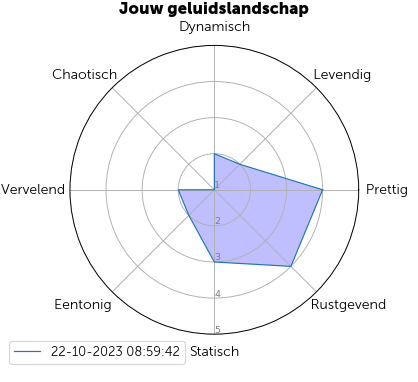 Jouw geluidslandschap
Dynamisch
Chaotisch
Levendig
Vervelend
1
Prettig
2
3
Eentonig
4
Rustgevend
5
22-10-2023 08:59:42
Statisch